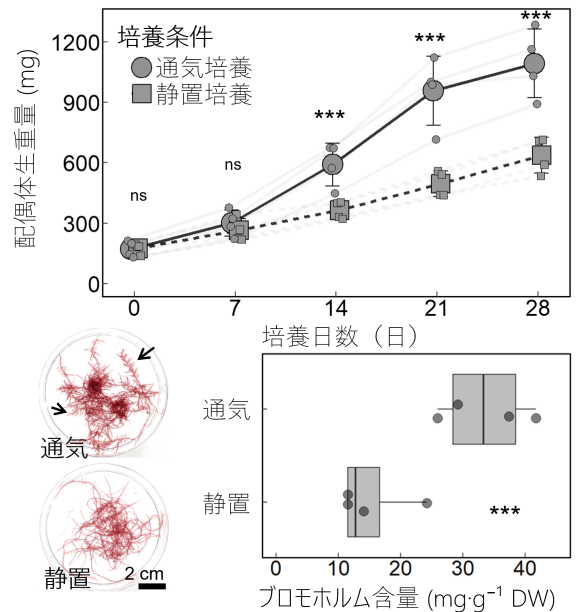 培養条件
通気培養
静置培養
配偶体生重量 (mg)
1200
900
600
300
0
ns
ns
***
***
***
0 7 14 21 28
培養日数（日）
通気
静置
2 cm
通気
静置
***
0 10 20 30 40
ブロモホルム含量 (mg·g⁻¹ DW)